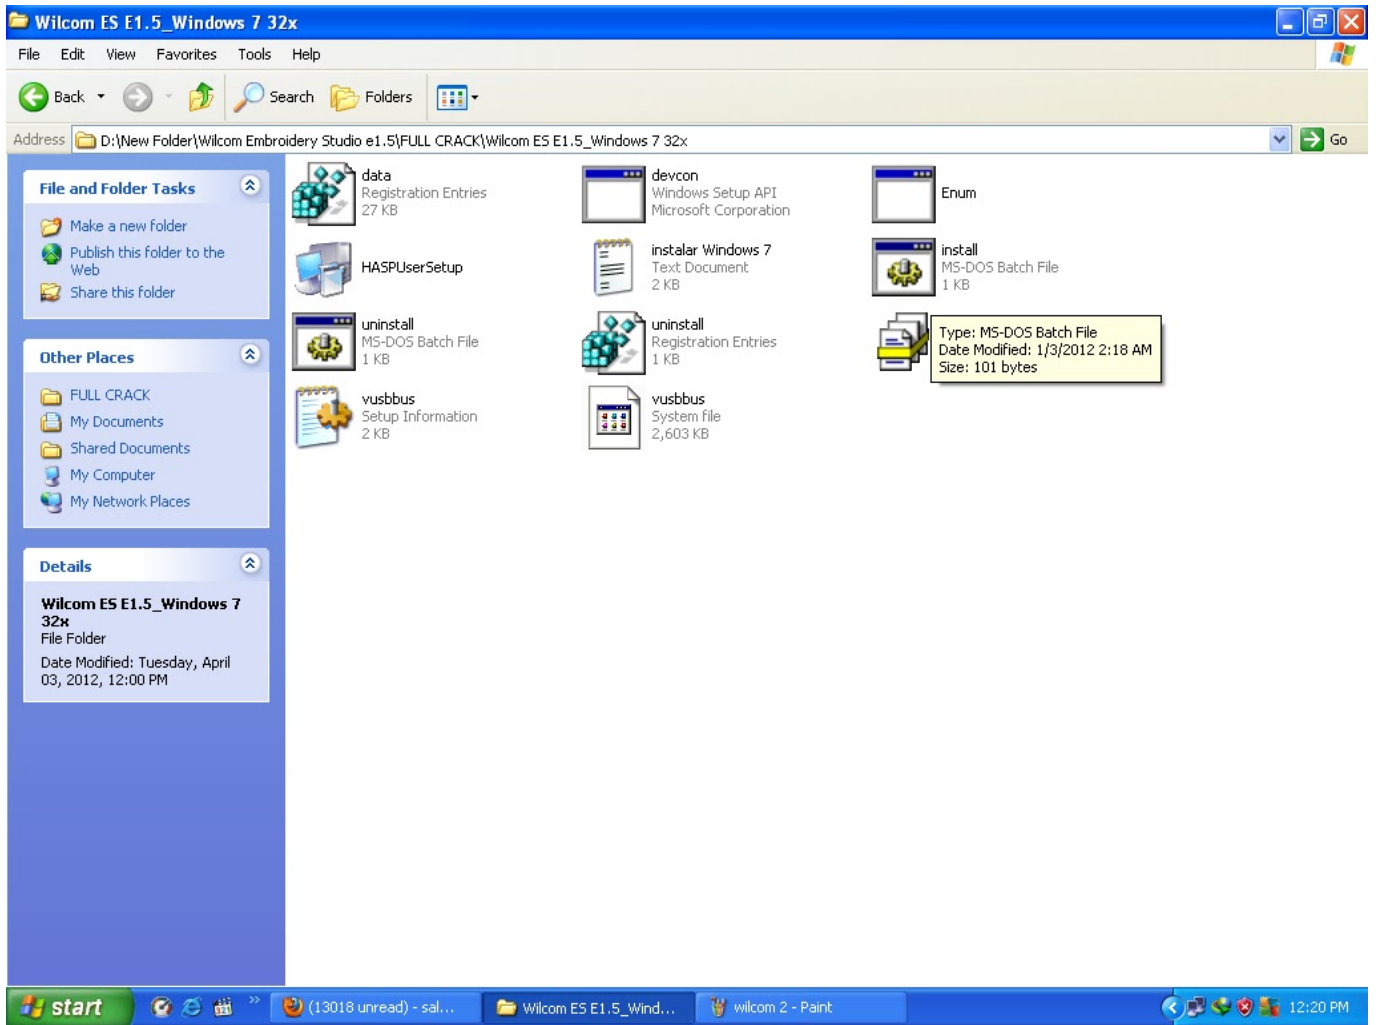 Wilcom ES E1.5_Windows 7 32x
File Edit View Favorites Tools Help
Back Search Folders
Address D:\New Folder\Wilcom Embroidery Studio e1.5\FULL CRACK\Wilcom ES E1.5_Windows 7 32x Go
File and Folder Tasks
Make a new folder
Publish this folder to the
Web
Share this folder
Other Places
FULL CRACK
My Documents
Shared Documents
My Computer
My Network Places
Details
Wilcom ES E1.5_Windows 7
32x
File Folder
Date Modified: Tuesday, April
03, 2012, 12:00 PM
data
Registration Entries
27 KB
devcon
Windows Setup API
Microsoft Corporation
Enum
HASPUserSetup
instalar Windows 7
Text Document
2 KB
install
MS-DOS Batch File
1 KB
uninstall
MS-DOS Batch File
1 KB
uninstall
Registration Entries
1 KB
Type: MS-DOS Batch File
Date Modified: 1/3/2012 2:18 AM
Size: 101 bytes
vusbbus
Setup Information
2 KB
vusbbus
System file
2,603 KB
start (13018 unread) - sal... Wilcom ES E1.5_Wind... wilcom 2 - Paint 12:20 PM